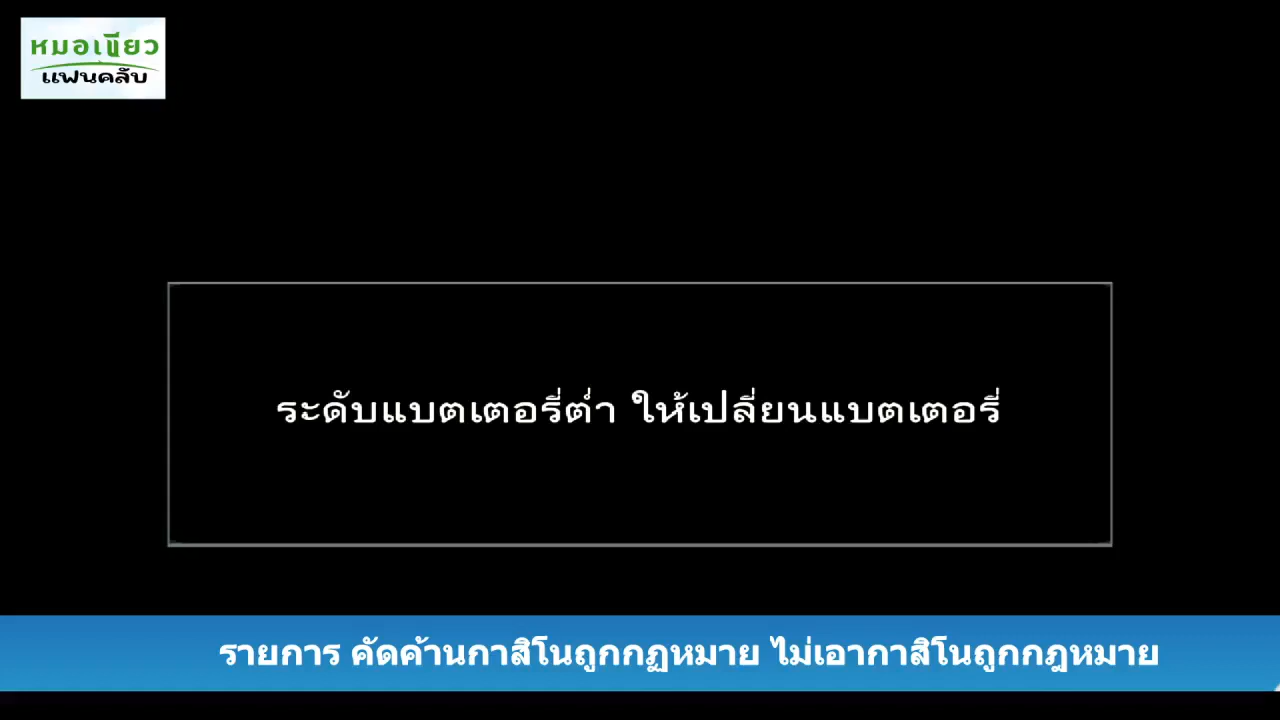 หมอเขียว
แฟนคลับ
ระดับแบตเตอรี่ต่ำ ให้เปลี่ยนแบตเตอรี่
รายการ คัดค้านกาสิโนถูกกฏหมาย ไม่เอากาสิโนถูกกฎหมาย